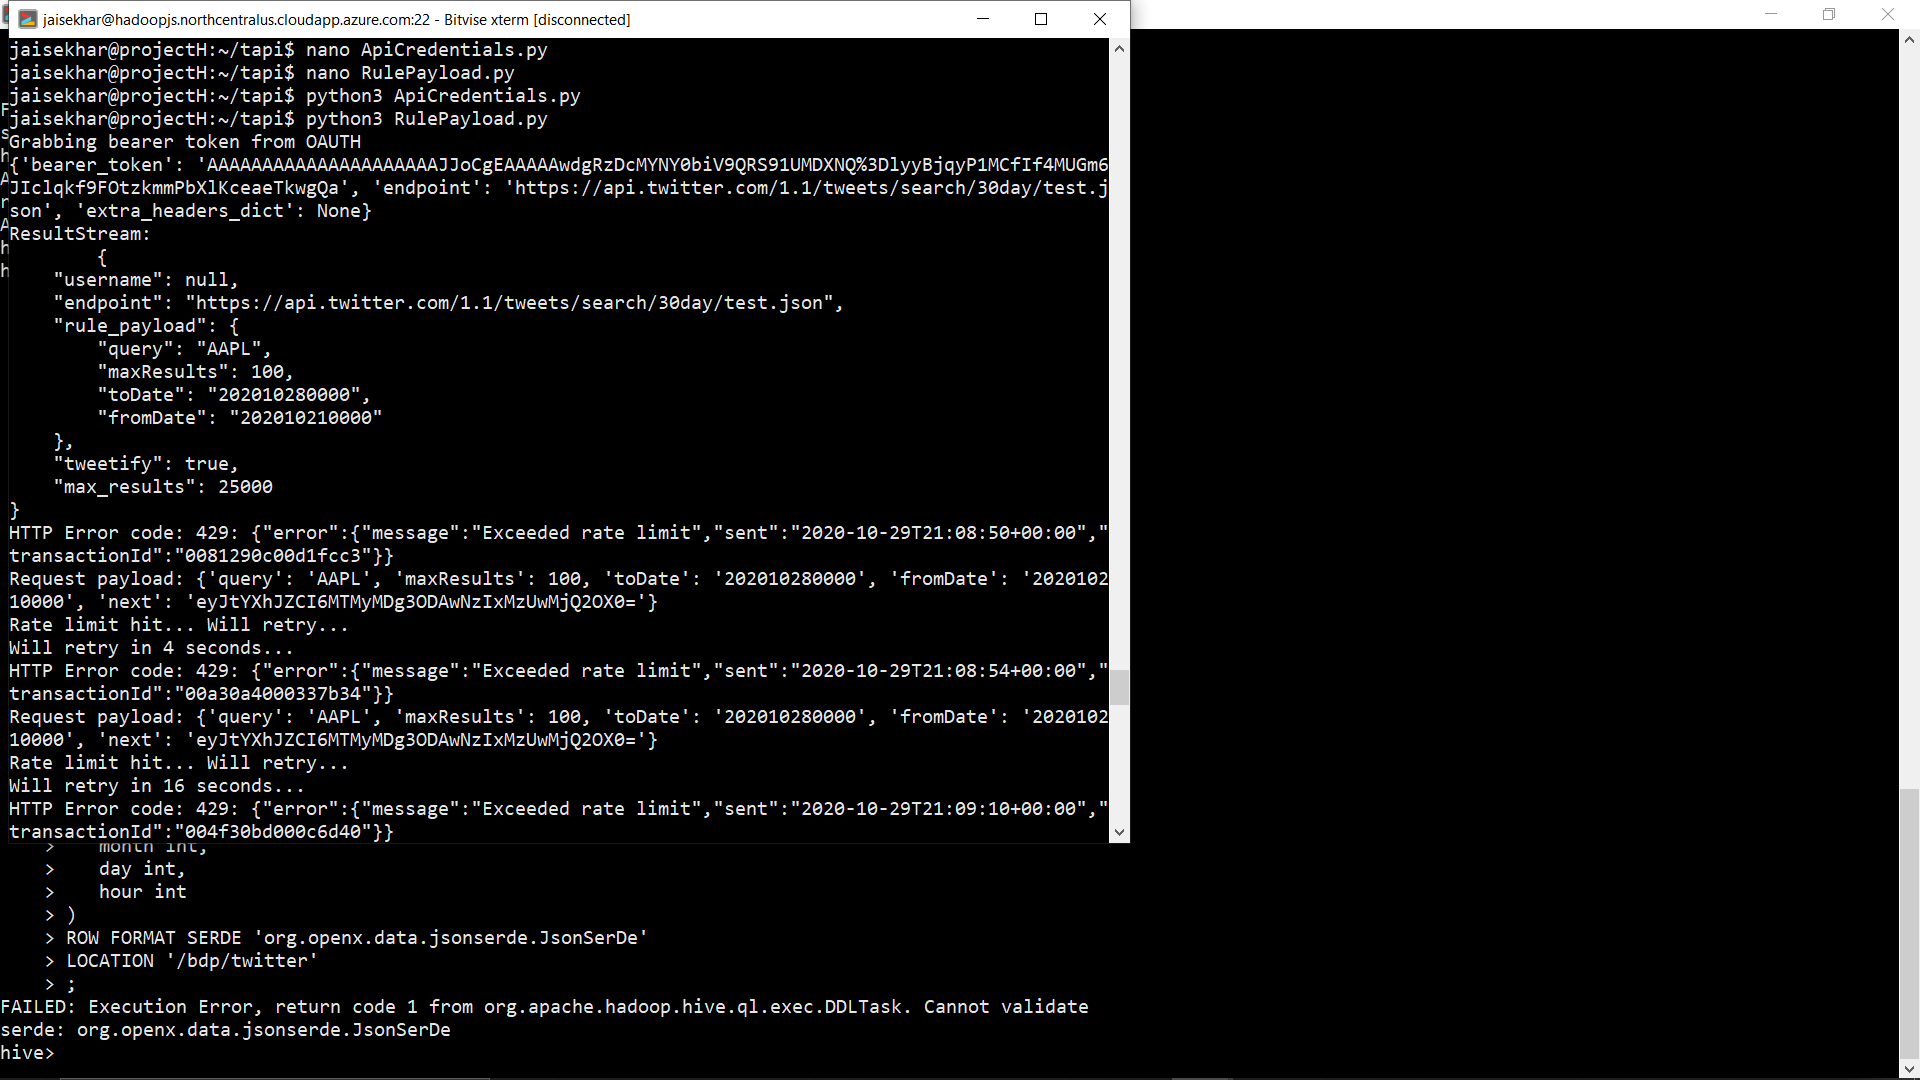 jaisekhar@hadoopjs.northcentralus.cloudapp.azure.com:22 - Bitvise xterm [disconnected]
jaisekhar@projectH:~/tapi$ nano ApiCredentials.py
jaisekhar@projectH:~/tapi$ nano RulePayload.py
jaisekhar@projectH:~/tapi$ python3 ApiCredentials.py
jaisekhar@projectH:~/tapi$ python3 RulePayload.py
Grabbing bearer token from OAUTH
{'bearer_token': 'AAAAAAAAAAAAAAAAAAAAAJJoCgEAAAAAwdgRzDcMYNY0biV9QRS91UMDXNQ%3DlyyBjqyP1MCfIf4MUGm6
JIclqkf9FOtzkmmPbXlKceaeTkwgQa', 'endpoint': 'https://api.twitter.com/1.1/tweets/search/30day/test.j
son', 'extra_headers_dict': None}
ResultStream:
        {
    "username": null,
    "endpoint": "https://api.twitter.com/1.1/tweets/search/30day/test.json",
    "rule_payload": {
        "query": "AAPL",
        "maxResults": 100,
        "toDate": "202010280000",
        "fromDate": "202010210000"
    },
    "tweetify": true,
    "max_results": 25000
}
HTTP Error code: 429: {"error":{"message":"Exceeded rate limit","sent":"2020-10-29T21:08:50+00:00","
transactionId":"0081290c00d1fcc3"}}
Request payload: {'query': 'AAPL', 'maxResults': 100, 'toDate': '202010280000', 'fromDate': '2020102
10000', 'next': 'eyJtYXhJZCI6MTMyMDg3ODAwNzIxMzUwMjQ2OX0='}
Rate limit hit... Will retry...
Will retry in 4 seconds...
HTTP Error code: 429: {"error":{"message":"Exceeded rate limit","sent":"2020-10-29T21:08:54+00:00","
transactionId":"00a30a4000337b34"}}
Request payload: {'query': 'AAPL', 'maxResults': 100, 'toDate': '202010280000', 'fromDate': '2020102
10000', 'next': 'eyJtYXhJZCI6MTMyMDg3ODAwNzIxMzUwMjQ2OX0='}
Rate limit hit... Will retry...
Will retry in 16 seconds...
HTTP Error code: 429: {"error":{"message":"Exceeded rate limit","sent":"2020-10-29T21:09:10+00:00","
transactionId":"004f30bd000c6d40"}}
    >    month int,
    >    day int,
    >    hour int
    > )
    > ROW FORMAT SERDE 'org.openx.data.jsonserde.JsonSerDe'
    > LOCATION '/bdp/twitter'
    > ;
FAILED: Execution Error, return code 1 from org.apache.hadoop.hive.ql.exec.DDLTask. Cannot validate
serde: org.openx.data.jsonserde.JsonSerDe
hive>